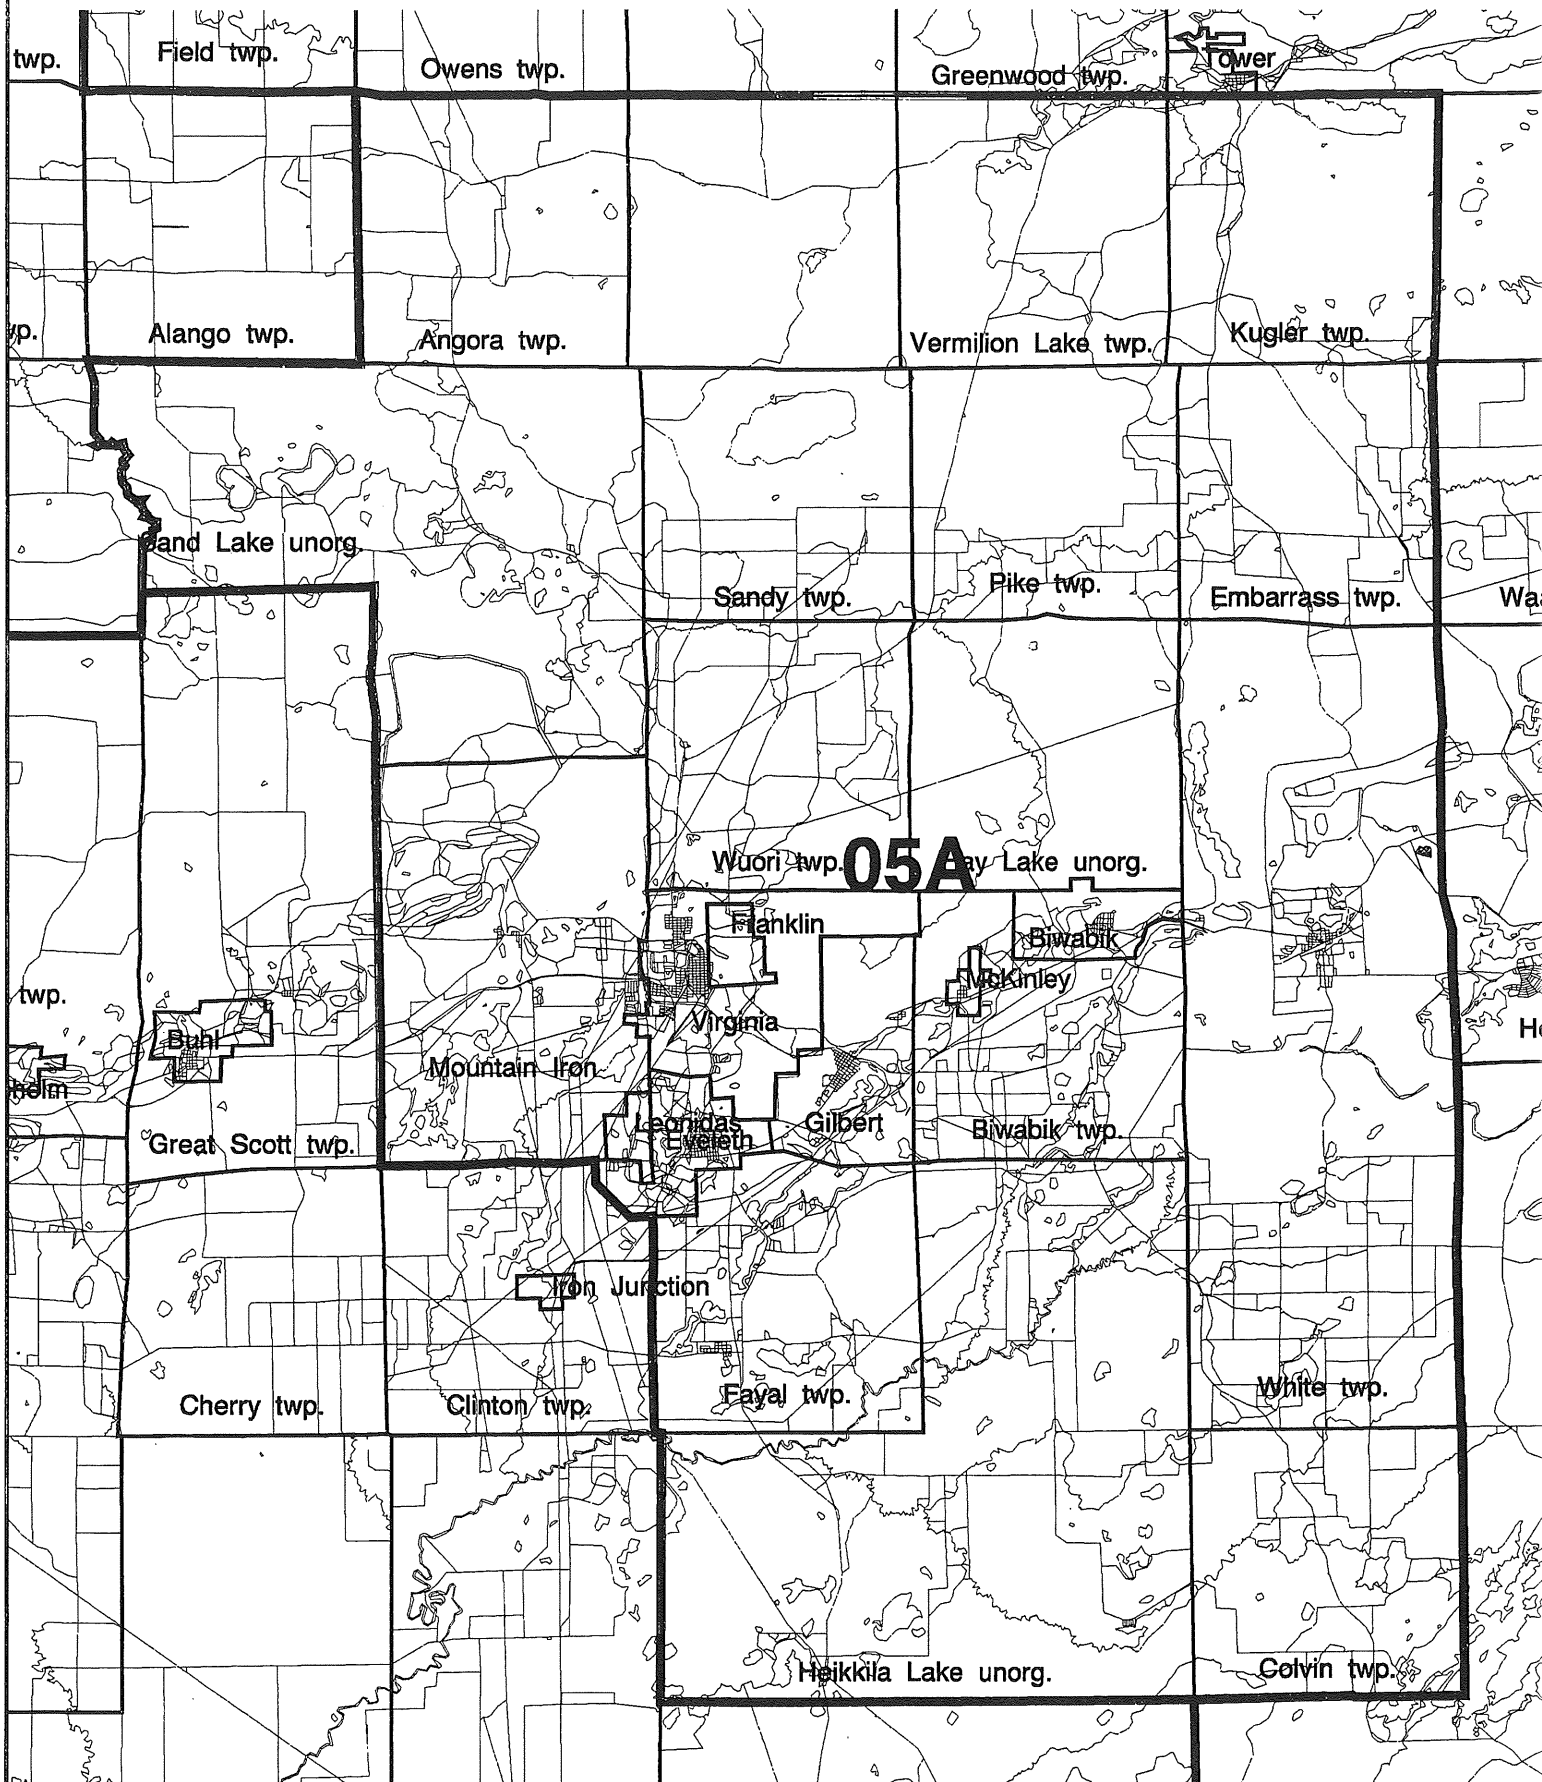 twp.
Field twp.
Owens twp.
Greenwood twp.
Tower
Alango twp.
Angora twp.
Vermilion Lake twp.
Kugler twp.
Sand Lake unorg.
Sandy twp.
Pike twp.
Embarrass twp.
Wuori twp.
05A
Lake unorg.
Franklin
Biwabik
McKinley
twp.
Virginia
Buhl
Mountain Iron
Leonidas
Eveleth
Gilbert
Biwabik twp.
Great Scott twp.
Iron Junction
Cherry twp.
Clinton twp.
Fayal twp.
White twp.
Heikkila Lake unorg.
Colvin twp.